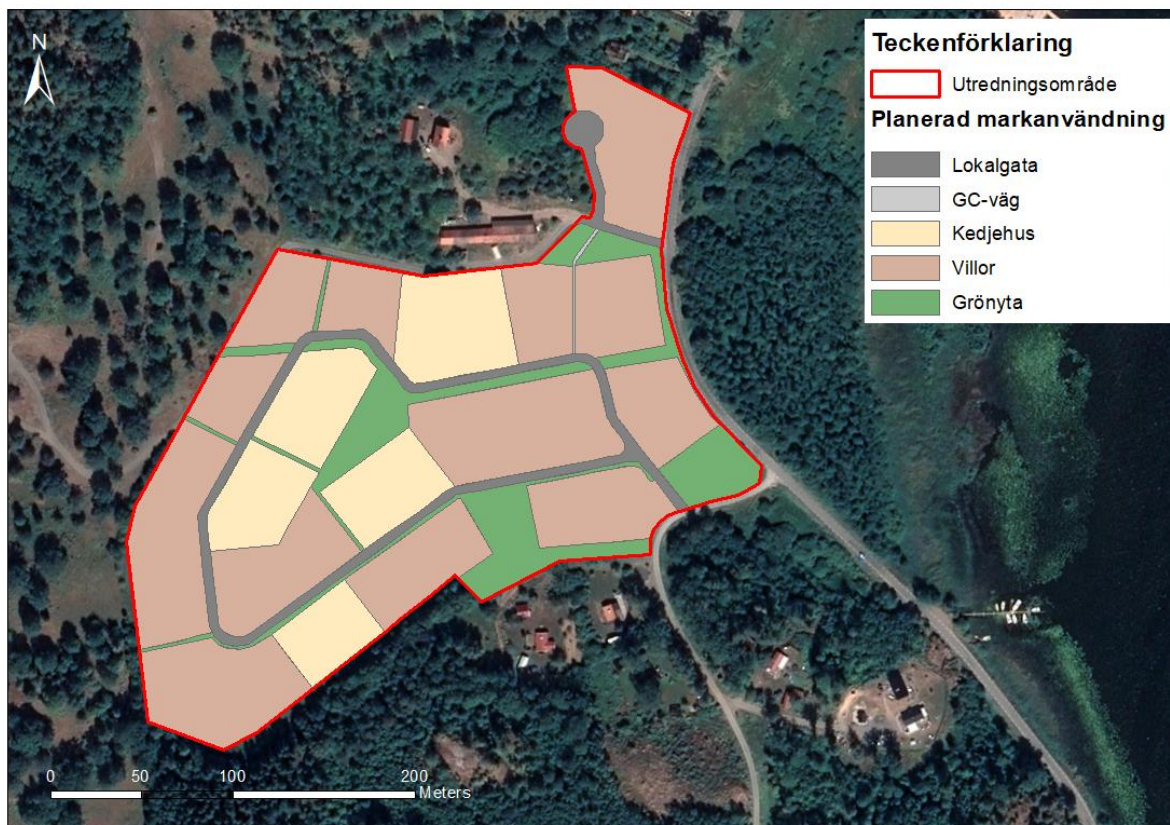 N
Teckenförklaring
Utredningsområde
Planerad markanvändning
Lokalgata
GC-väg
Kedjehus
Villor
Grönyta
0 50 100 200
Meters